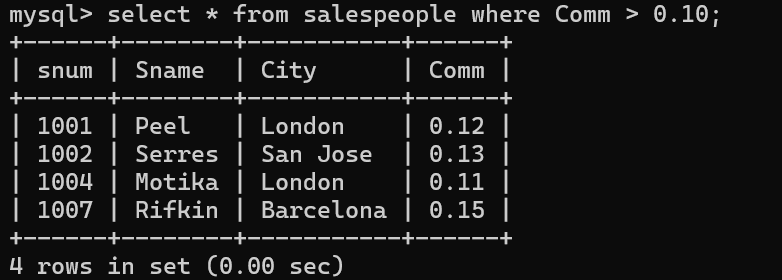 mysql> select * from salespeople where Comm > 0.10;
+------+--------+-----------+------+
| snum | Sname  | City      | Comm |
+------+--------+-----------+------+
| 1001 | Peel   | London    | 0.12 |
| 1002 | Serres | San Jose  | 0.13 |
| 1004 | Motika | London    | 0.11 |
| 1007 | Rifkin | Barcelona | 0.15 |
+------+--------+-----------+------+
4 rows in set (0.00 sec)